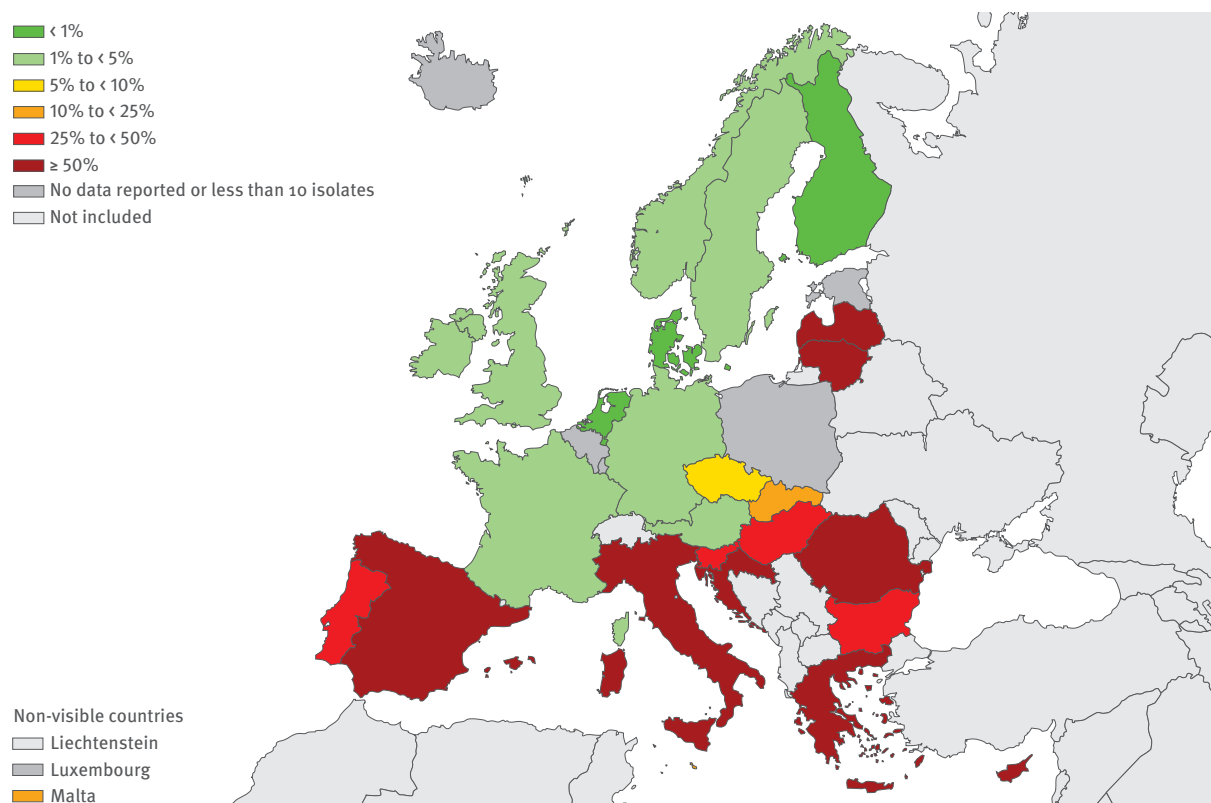 < 1%
1% to < 5%
5% to < 10%
10% to < 25%
25% to < 50%
≥ 50%
No data reported or less than 10 isolates
Not included
Non-visible countries
Liechtenstein
Luxembourg
Malta